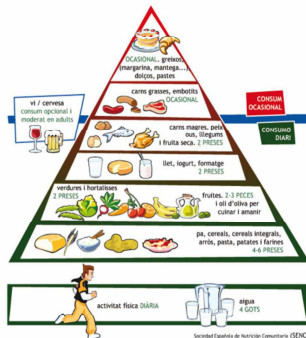 OCASIONAL. greixos
(margarina, mantega...)
dolços, pastes
carns grasses, embotits
OCASIONAL
CONSUM
OCASIONAL
vi / cervesa
consum opcional i
moderat en adults
CONSUMO
DIARI
carns magres, peix
ous, llegums
i fruita seca. 2 PRESES
llet, iogurt, formatge
2 PRESES
verdures i hortalisses
2 PRESES
fruites. 2-3 PECES
i oli d'oliva per
cuinar i amanir
pa, cereals, cereals integrals,
arròs, pasta, patates i farines
4-6 PRESES
activitat física DIÀRIA
aigua
4 GOTS
Sociedad Española de Nutrición Comunitaria (SENC